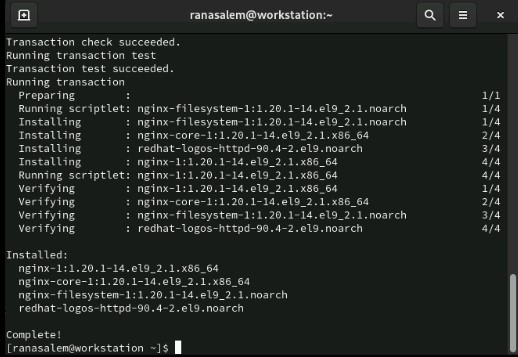 ranasalem@workstation:~
Transaction check succeeded.
Running transaction test
Transaction test succeeded.
Running transaction
  Preparing        :                                                        1/1
  Running scriptlet: nginx-filesystem-1:1.20.1-14.el9_2.1.noarch            1/4
  Installing       : nginx-filesystem-1:1.20.1-14.el9_2.1.noarch            1/4
  Installing       : nginx-core-1:1.20.1-14.el9_2.1.x86_64                  2/4
  Installing       : redhat-logos-httpd-90.4-2.el9.noarch                   3/4
  Installing       : nginx-1:1.20.1-14.el9_2.1.x86_64                       4/4
  Running scriptlet: nginx-1:1.20.1-14.el9_2.1.x86_64                       4/4
  Verifying        : nginx-1:1.20.1-14.el9_2.1.x86_64                       1/4
  Verifying        : nginx-core-1:1.20.1-14.el9_2.1.x86_64                  2/4
  Verifying        : nginx-filesystem-1:1.20.1-14.el9_2.1.noarch            3/4
  Verifying        : redhat-logos-httpd-90.4-2.el9.noarch                   4/4

Installed:
  nginx-1:1.20.1-14.el9_2.1.x86_64
  nginx-core-1:1.20.1-14.el9_2.1.x86_64
  nginx-filesystem-1:1.20.1-14.el9_2.1.noarch
  redhat-logos-httpd-90.4-2.el9.noarch

Complete!
[ranasalem@workstation ~]$